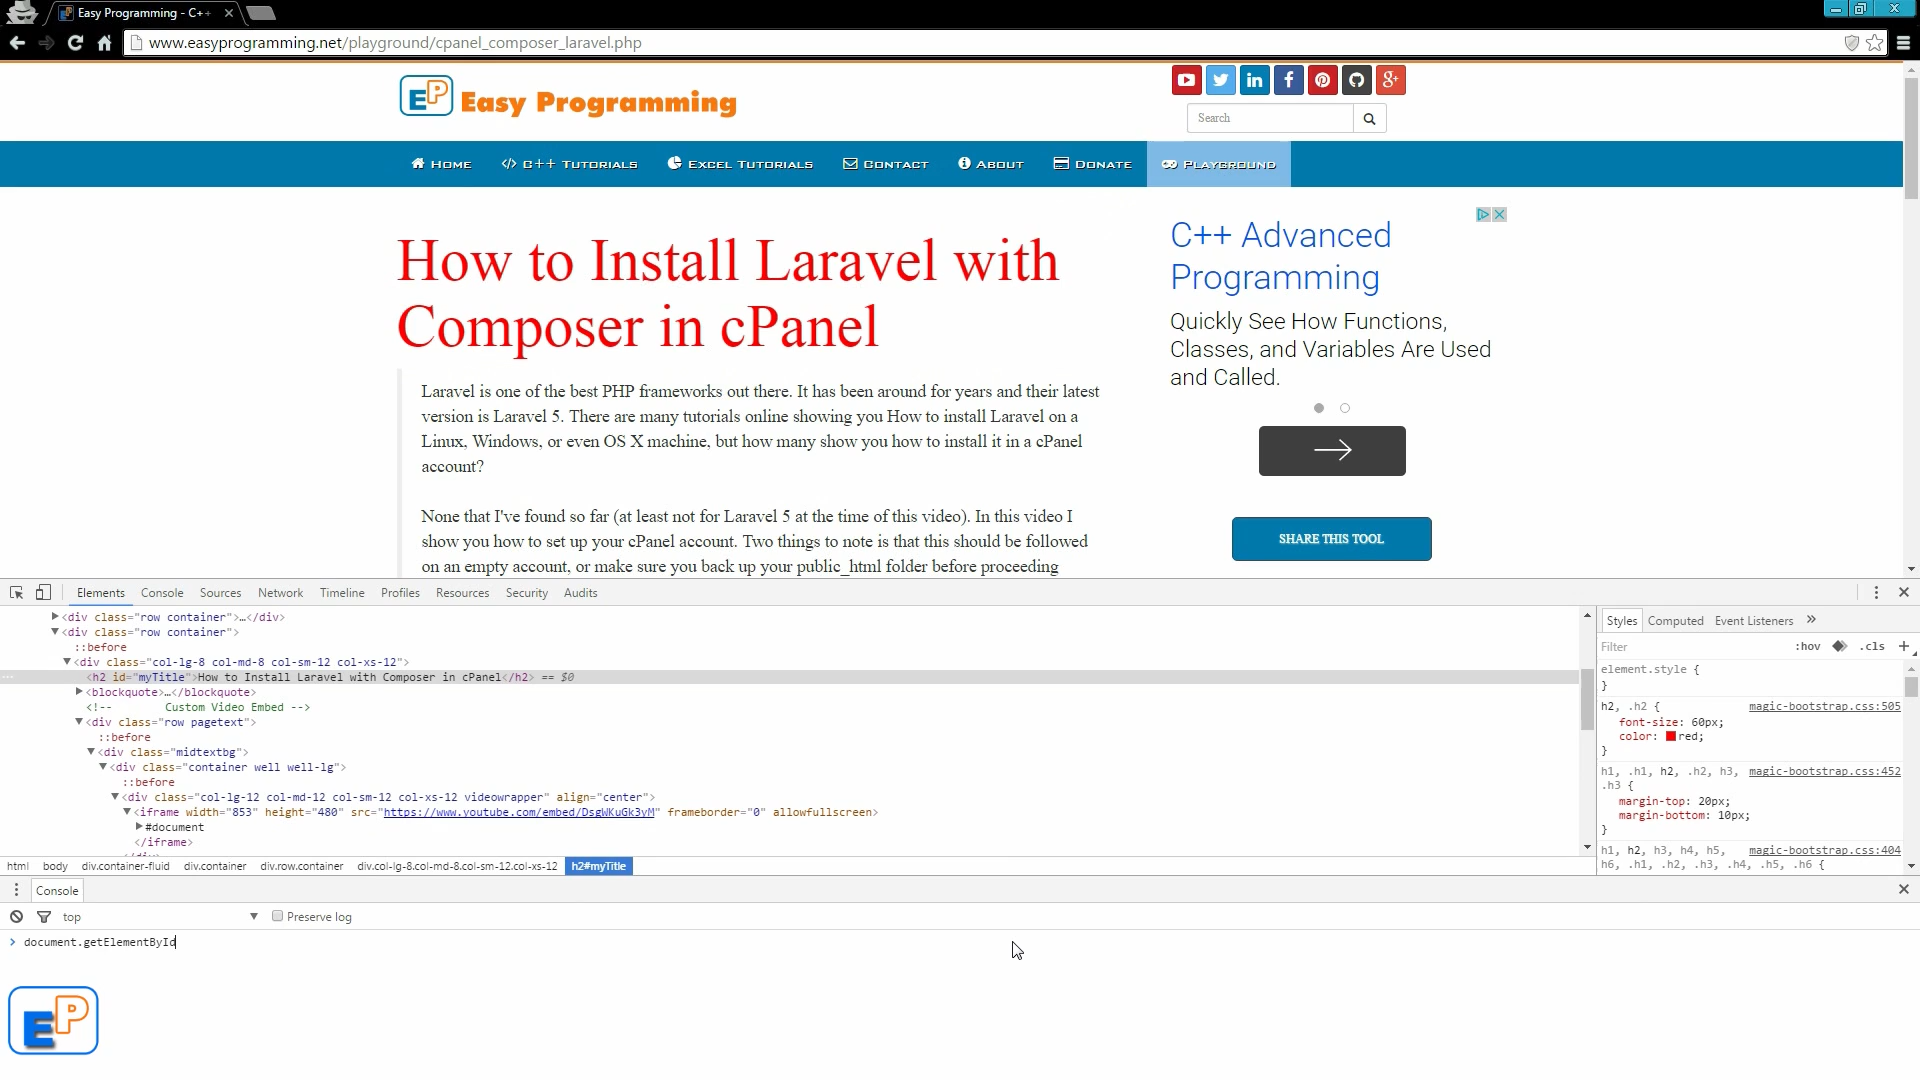 Easy Programming - C++
www.easyprogramming.net/playground/cpanel_composer_laravel.php
EP Easy Programming
Search
Home
C++ Tutorials
Excel Tutorials
Contact
About
Donate
Playground
How to Install Laravel with
Composer in cPanel
Laravel is one of the best PHP frameworks out there. It has been around for years and their latest
version is Laravel 5. There are many tutorials online showing you How to install Laravel on a
Linux, Windows, or even OS X machine, but how many show you how to install it in a cPanel
account?
None that I've found so far (at least not for Laravel 5 at the time of this video). In this video I
show you how to set up your cPanel account. Two things to note is that this should be followed
on an empty account, or make sure you back up your public_html folder before proceeding
C++ Advanced
Programming
Quickly See How Functions,
Classes, and Variables Are Used
and Called.
SHARE THIS TOOL
Elements Console Sources Network Timeline Profiles Resources Security Audits
<div class="row container">…</div>
<div class="row container">
::before
<div class="col-lg-8 col-md-8 col-sm-12 col-xs-12">
<h2 id="myTitle">How to Install Laravel with Composer in cPanel</h2> == $0
<blockquote>…</blockquote>
<!-- Custom Video Embed -->
<div class="row pagetext">
::before
<div class="midtextbg">
<div class="container well well-lg">
::before
<div class="col-lg-12 col-md-12 col-sm-12 col-xs-12 videowrapper" align="center">
<iframe width="853" height="480" src="https://www.youtube.com/embed/DsgWKuGk3yM" frameborder="0" allowfullscreen>
#document
</iframe>
html body div.container-fluid div.container div.row.container div.col-lg-8.col-md-8.col-sm-12.col-xs-12 h2#myTitle
Styles Computed Event Listeners »
Filter :hov .cls +
element.style {
}
h2, .h2 { magic-bootstrap.css:505
font-size: 60px;
color: red;
}
h1, .h1, h2, .h2, h3, magic-bootstrap.css:452
.h3 {
margin-top: 20px;
margin-bottom: 10px;
}
h1, h2, h3, h4, h5, magic-bootstrap.css:404
h6, .h1, .h2, .h3, .h4, .h5, .h6 {
Console
top Preserve log
> document.getElementById
EP